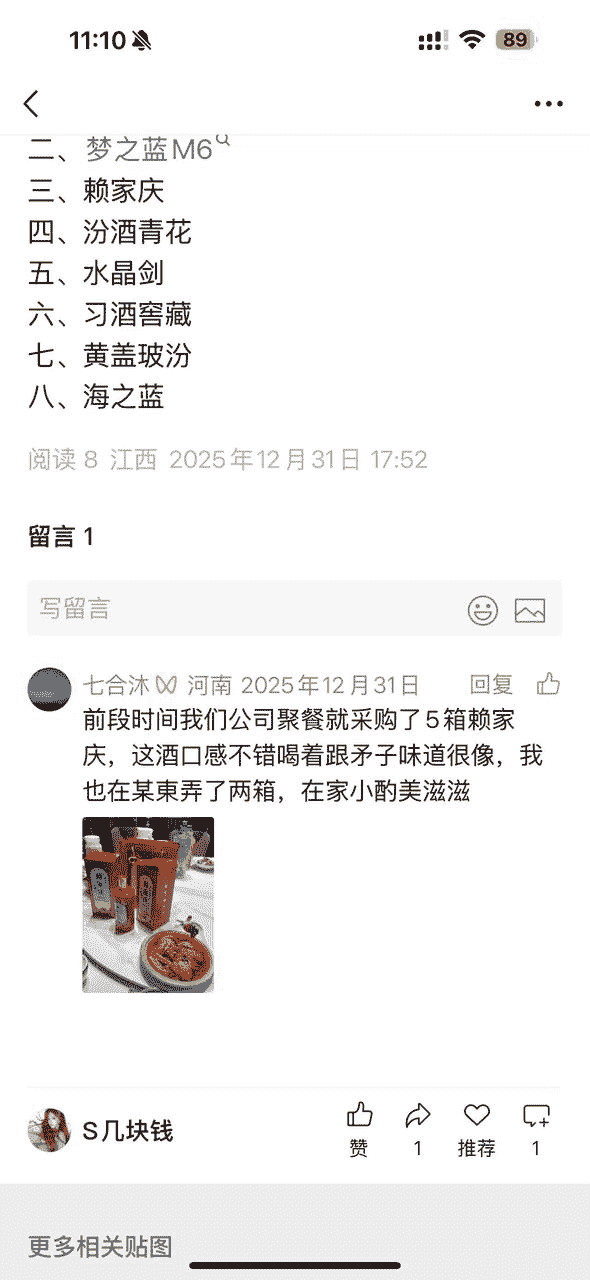 11:10
89
二、梦之蓝M6
三、赖家庆
四、汾酒青花
五、水晶剑
六、习酒窖藏
七、黄盖玻汾
八、海之蓝
阅读 8 江西 2025年12月31日 17:52
留言 1
写留言
七合沐 河南 2025年12月31日 回复
前段时间我们公司聚餐就采购了5箱赖家
庆，这酒口感不错喝着跟矛子味道很像，我
也在某東弄了两箱，在家小酌美滋滋
S几块钱
赞 1 推荐 1
更多相关贴图